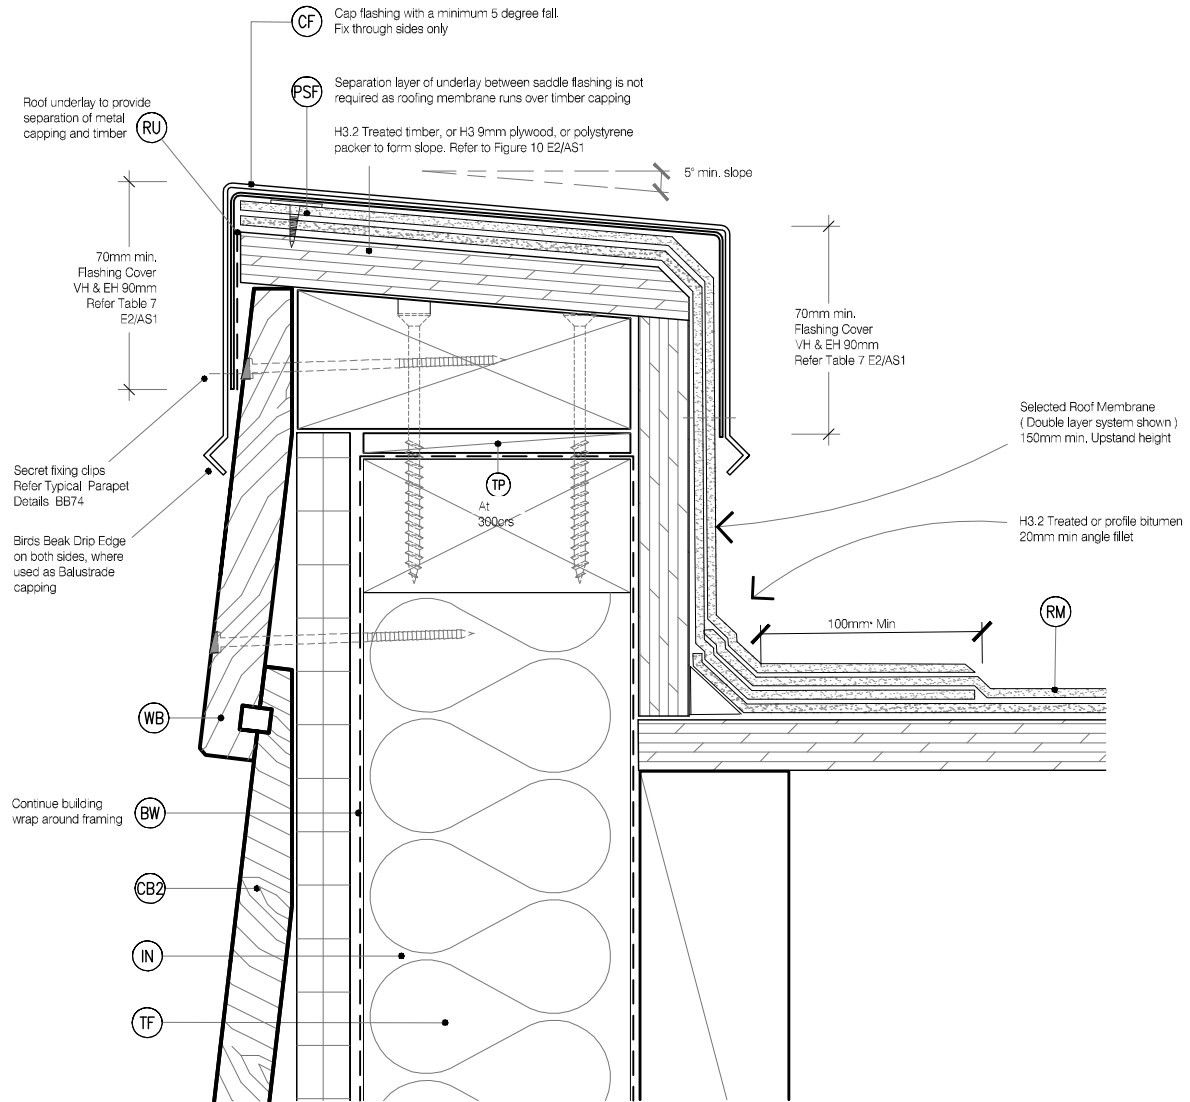 CF
Cap flashing with a minimum 5 degree fall.
Fix through sides only
PSF
Separation layer of underlay between saddle flashing is not
required as roofing membrane runs over timber capping
Roof underlay to provide
separation of metal
capping and timber
RU
H3.2 Treated timber, or H3 9mm plywood, or polystyrene
packer to form slope. Refer to Figure 10 E2/AS1
5° min. slope
70mm min.
Flashing Cover
VH & EH 90mm
Refer Table 7
E2/AS1
70mm min.
Flashing Cover
VH & EH 90mm
Refer Table 7 E2/AS1
Selected Roof Membrane
( Double layer system shown )
150mm min. Upstand height
Secret fixing clips
Refer Typical Parapet
Details BB74
TP
At
300crs
H3.2 Treated or profile bitumen
20mm min angle fillet
Birds Beak Drip Edge
on both sides, where
used as Balustrade
capping
100mm* Min
RM
WB
Continue building
wrap around framing
BW
CB2
IN
TF